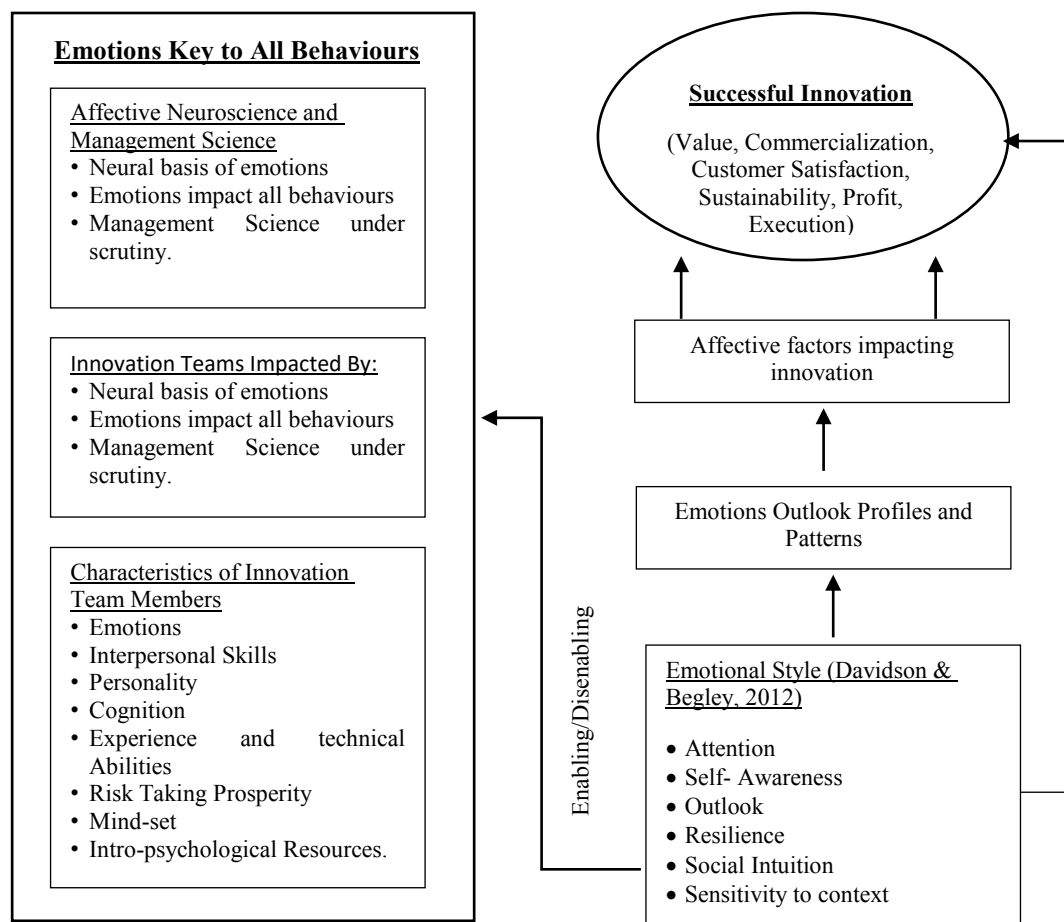 Emotions Key to All Behaviours
Affective Neuroscience and
Management Science
• Neural basis of emotions
• Emotions impact all behaviours
• Management Science under
scrutiny.
Innovation Teams Impacted By:
• Neural basis of emotions
• Emotions impact all behaviours
• Management Science under
scrutiny.
Characteristics of Innovation
Team Members
• Emotions
• Interpersonal Skills
• Personality
• Cognition
• Experience and technical
Abilities
• Risk Taking Prosperity
• Mind-set
• Intro-psychological Resources.
Enabling/Disenabling
Successful Innovation
(Value, Commercialization,
Customer Satisfaction,
Sustainability, Profit,
Execution)
Affective factors impacting
innovation
Emotions Outlook Profiles and
Patterns
Emotional Style (Davidson &
Begley, 2012)
• Attention
• Self- Awareness
• Outlook
• Resilience
• Social Intuition
• Sensitivity to context